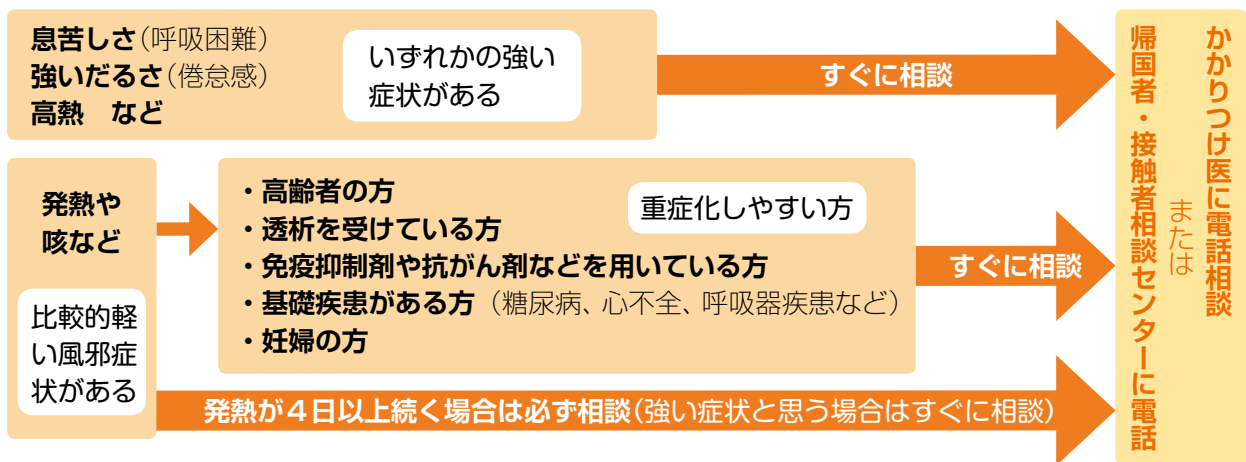 息苦しさ(呼吸困難)
強いだるさ(倦怠感)
高熱　など
いずれかの強い
症状がある
すぐに相談
発熱や
咳など
比較的軽
い風邪症
状がある
・高齢者の方
・透析を受けている方
・免疫抑制剤や抗がん剤などを用いている方
・基礎疾患がある方（糖尿病、心不全、呼吸器疾患など）
・妊婦の方
重症化しやすい方
すぐに相談
発熱が４日以上続く場合は必ず相談(強い症状と思う場合はすぐに相談)
かかりつけ医に電話相談
または
帰国者・接触者相談センターに電話